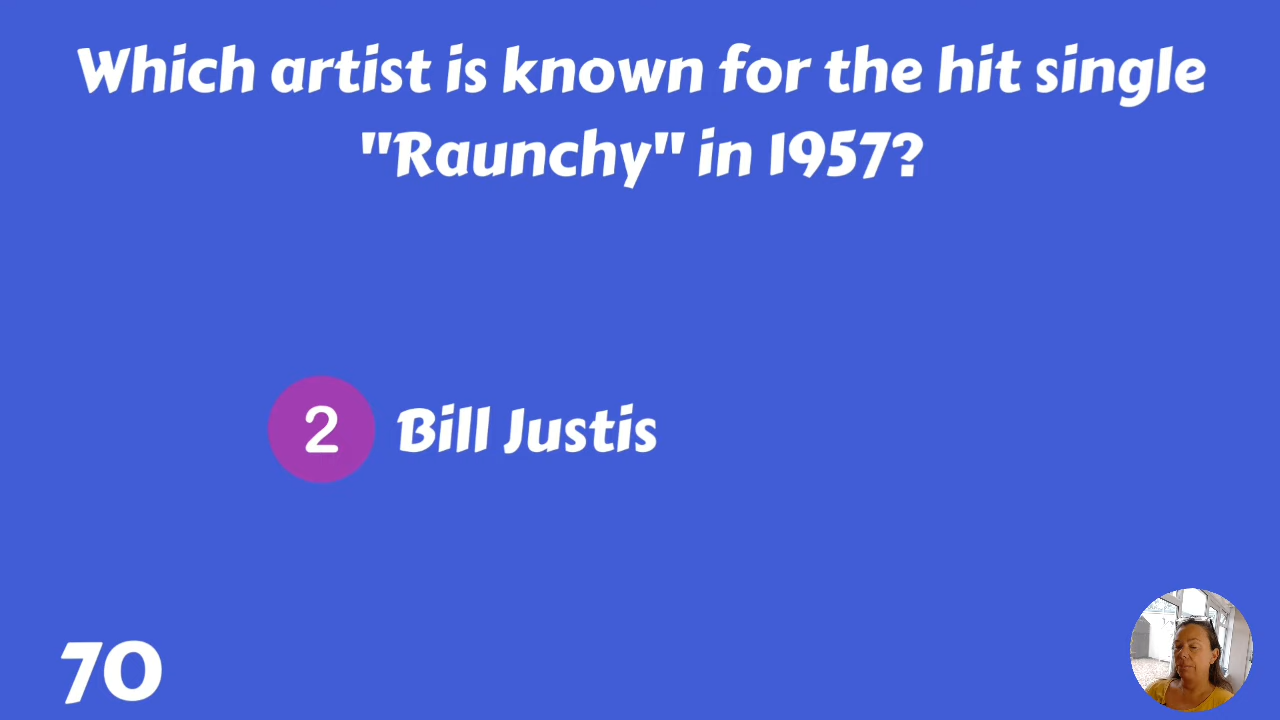 Which artist is known for the hit single
"Raunchy" in 1957?
2 Bill Justis
70